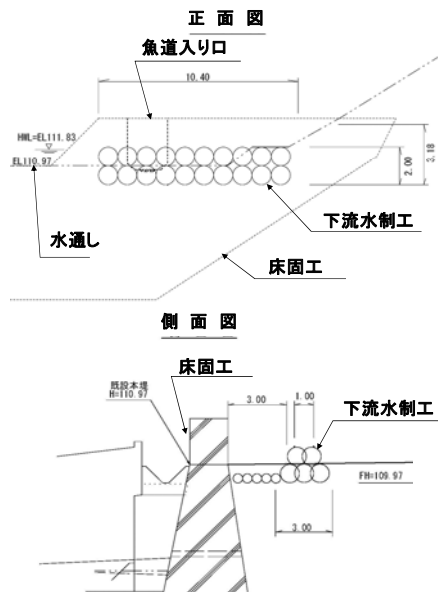 正 面 図
魚道入り口
10.40
HWL=EL111.83
EL110.97
3.18
2.00
水通し
下流水制工
床固工
側 面 図
床固工
既設本堤
H=110.97
3.00
1.00
下流水制工
FH=109.97
3.00